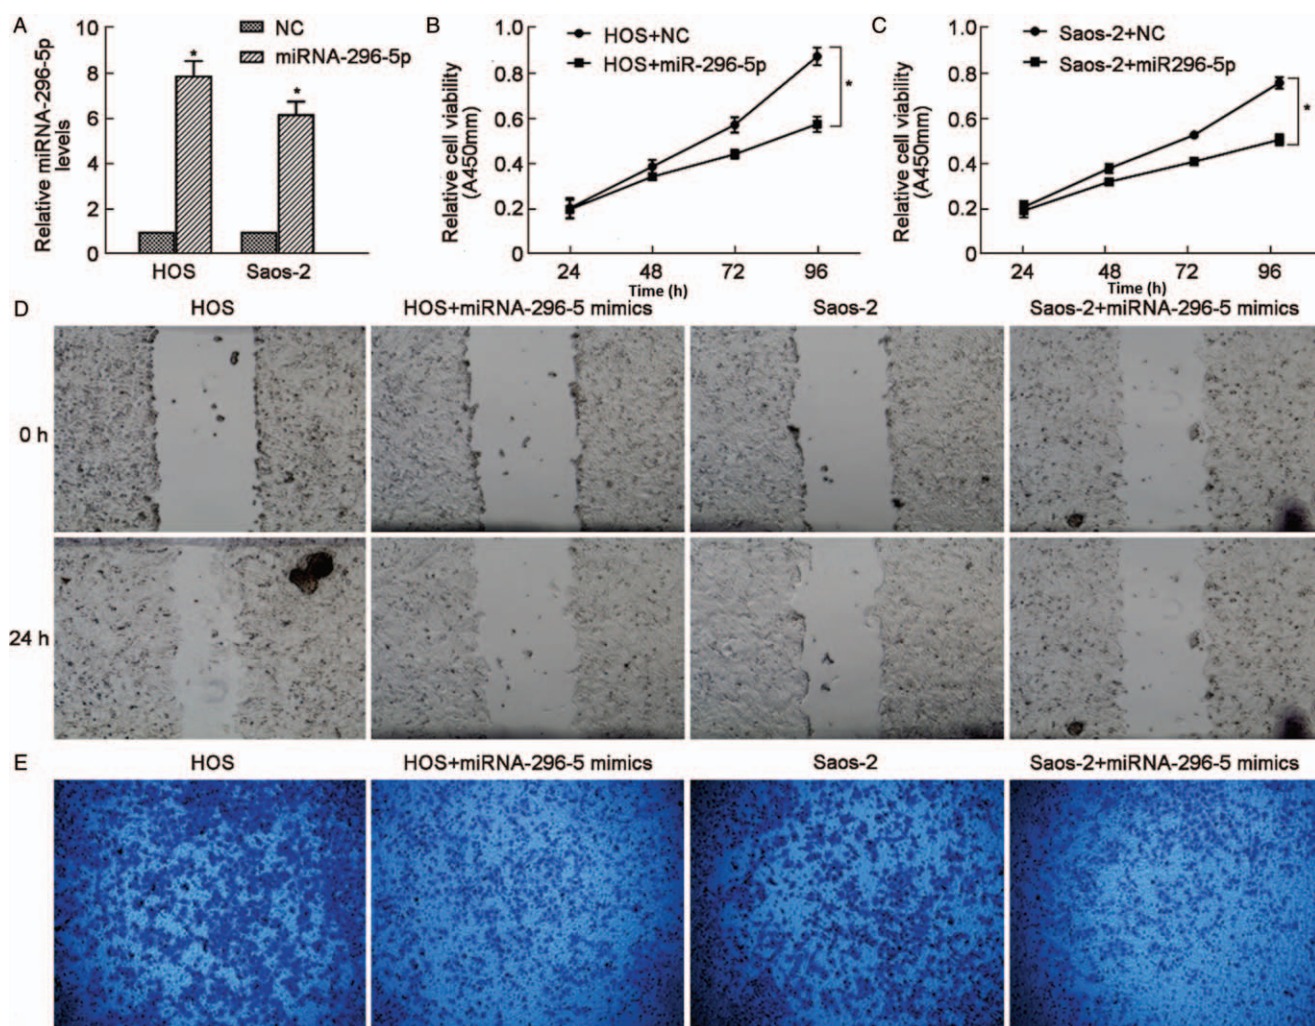 A
Relative miRNA-296-5p
levels
10
8
6
4
2
0
NC
miRNA-296-5p
*
*
HOS
Saos-2
B
Relative cell viability
(A450mm)
1.0
0.8
0.6
0.4
0.2
0
HOS+NC
HOS+miR-296-5p
*
24
48
72
96
Time (h)
C
Relative cell viability
(A450mm)
1.0
0.8
0.6
0.4
0.2
0
Saos-2+NC
Saos-2+miR296-5p
*
24
48
72
96
Time (h)
D
HOS
HOS+miRNA-296-5 mimics
Saos-2
Saos-2+miRNA-296-5 mimics
0 h
24 h
E
HOS
HOS+miRNA-296-5 mimics
Saos-2
Saos-2+miRNA-296-5 mimics